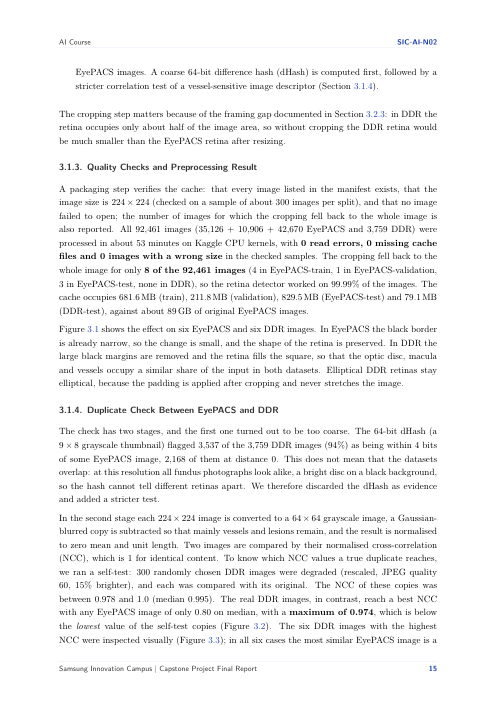 AI Course
SIC-AI-N02
EyePACS images. A coarse 64-bit difference hash (dHash) is computed first, followed by a
stricter correlation test of a vessel-sensitive image descriptor (Section 3.1.4).
The cropping step matters because of the framing gap documented in Section 3.2.3: in DDR the
retina occupies only about half of the image area, so without cropping the DDR retina would
be much smaller than the EyePACS retina after resizing.
3.1.3. Quality Checks and Preprocessing Result
A packaging step verifies the cache: that every image listed in the manifest exists, that the
image size is 224 × 224 (checked on a sample of about 300 images per split), and that no image
failed to open; the number of images for which the cropping fell back to the whole image is
also reported. All 92,461 images (35,126 + 10,906 + 42,670 EyePACS and 3,759 DDR) were
processed in about 53 minutes on Kaggle CPU kernels, with 0 read errors, 0 missing cache
files and 0 images with a wrong size in the checked samples. The cropping fell back to the
whole image for only 8 of the 92,461 images (4 in EyePACS-train, 1 in EyePACS-validation,
3 in EyePACS-test, none in DDR), so the retina detector worked on 99.99% of the images. The
cache occupies 681.6 MB (train), 211.8 MB (validation), 829.5 MB (EyePACS-test) and 79.1 MB
(DDR-test), against about 89 GB of original EyePACS images.
Figure 3.1 shows the effect on six EyePACS and six DDR images. In EyePACS the black border
is already narrow, so the change is small, and the shape of the retina is preserved. In DDR the
large black margins are removed and the retina fills the square, so that the optic disc, macula
and vessels occupy a similar share of the input in both datasets. Elliptical DDR retinas stay
elliptical, because the padding is applied after cropping and never stretches the image.
3.1.4. Duplicate Check Between EyePACS and DDR
The check has two stages, and the first one turned out to be too coarse. The 64-bit dHash (a
9 × 8 grayscale thumbnail) flagged 3,537 of the 3,759 DDR images (94%) as being within 4 bits
of some EyePACS image, 2,168 of them at distance 0. This does not mean that the datasets
overlap: at this resolution all fundus photographs look alike, a bright disc on a black background,
so the hash cannot tell different retinas apart. We therefore discarded the dHash as evidence
and added a stricter test.
In the second stage each 224 × 224 image is converted to a 64 × 64 grayscale image, a Gaussian-
blurred copy is subtracted so that mainly vessels and lesions remain, and the result is normalised
to zero mean and unit length. Two images are compared by their normalised cross-correlation
(NCC), which is 1 for identical content. To know which NCC values a true duplicate reaches,
we ran a self-test: 300 randomly chosen DDR images were degraded (rescaled, JPEG quality
60, 15% brighter), and each was compared with its original. The NCC of these copies was
between 0.978 and 1.0 (median 0.995). The real DDR images, in contrast, reach a best NCC
with any EyePACS image of only 0.80 on median, with a maximum of 0.974, which is below
the lowest value of the self-test copies (Figure 3.2). The six DDR images with the highest
NCC were inspected visually (Figure 3.3); in all six cases the most similar EyePACS image is a
Samsung Innovation Campus | Capstone Project Final Report
15